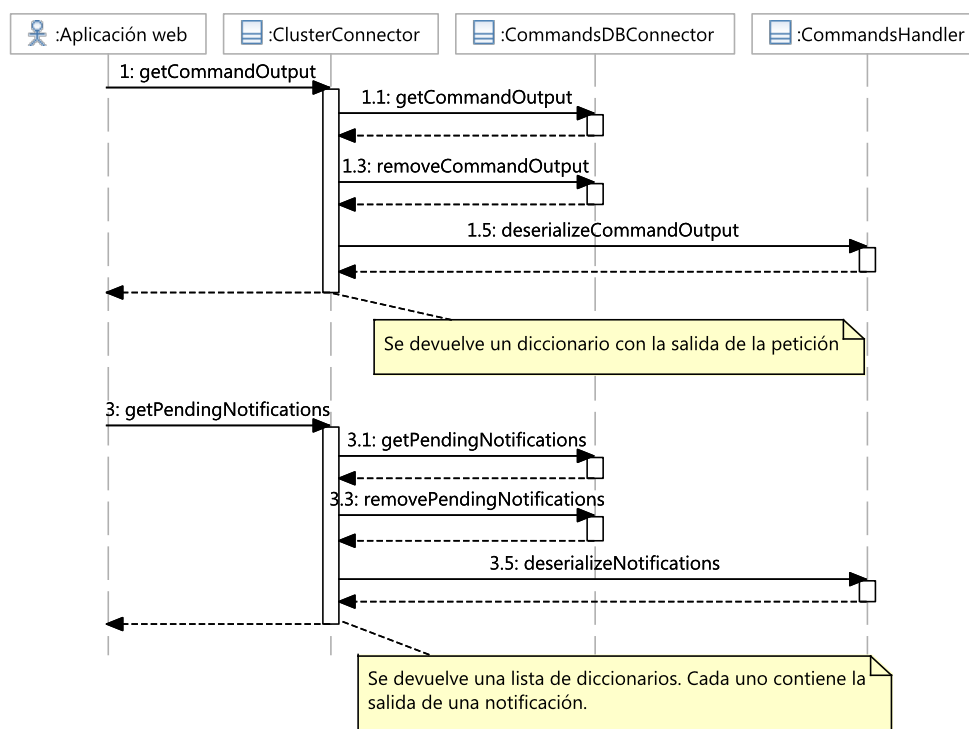 :Aplicación web
:ClusterConnector
:CommandsDBConnector
:CommandsHandler
1: getCommandOutput
1.1: getCommandOutput
1.3: removeCommandOutput
1.5: deserializeCommandOutput
Se devuelve un diccionario con la salida de la petición
3: getPendingNotifications
3.1: getPendingNotifications
3.3: removePendingNotifications
3.5: deserializeNotifications
Se devuelve una lista de diccionarios. Cada uno contiene la
salida de una notificación.